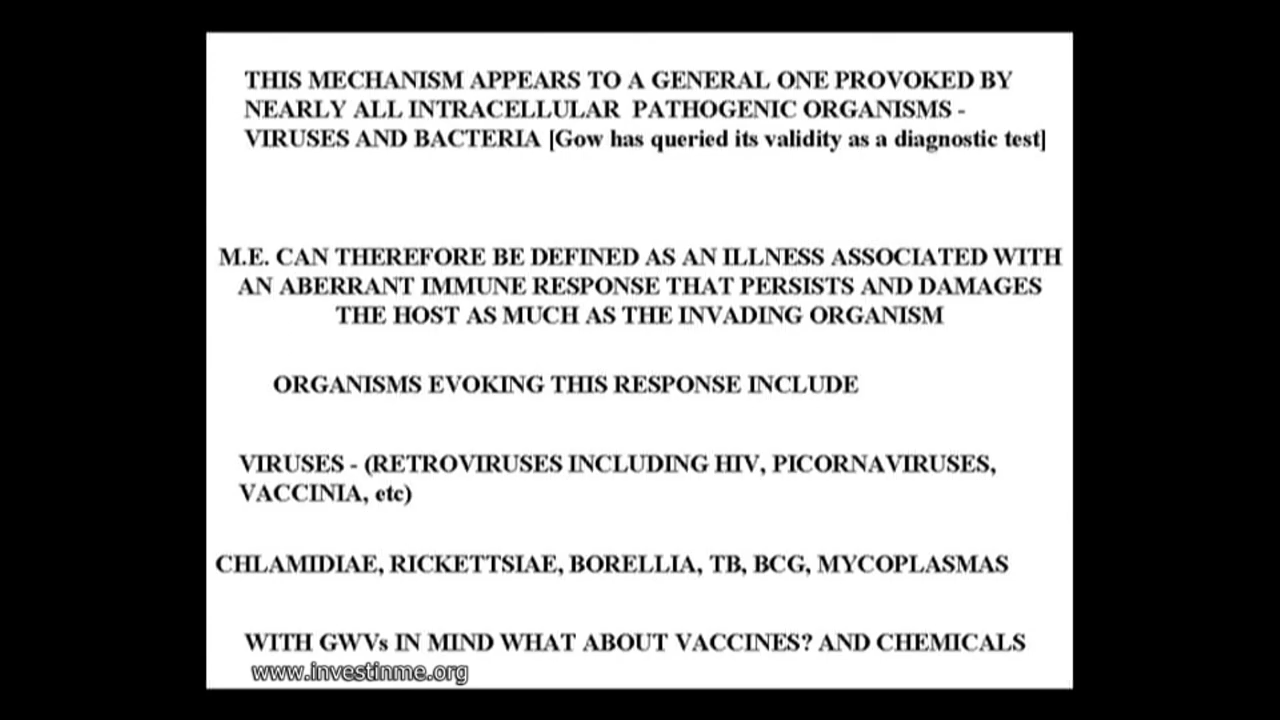 THIS MECHANISM APPEARS TO A GENERAL ONE PROVOKED BY
NEARLY ALL INTRACELLULAR PATHOGENIC ORGANISMS -
VIRUSES AND BACTERIA [Gow has queried its validity as a diagnostic test]
M.E. CAN THEREFORE BE DEFINED AS AN ILLNESS ASSOCIATED WITH
AN ABERRANT IMMUNE RESPONSE THAT PERSISTS AND DAMAGES
THE HOST AS MUCH AS THE INVADING ORGANISM
ORGANISMS EVOKING THIS RESPONSE INCLUDE
VIRUSES - (RETROVIRUSES INCLUDING HIV, PICORNAVIRUSES,
VACCINIA, etc)
CHLAMIDIAE, RICKETTSIAE, BORELLIA, TB, BCG, MYCOPLASMAS
WITH GWVs IN MIND WHAT ABOUT VACCINES? AND CHEMICALS
www.investinme.org